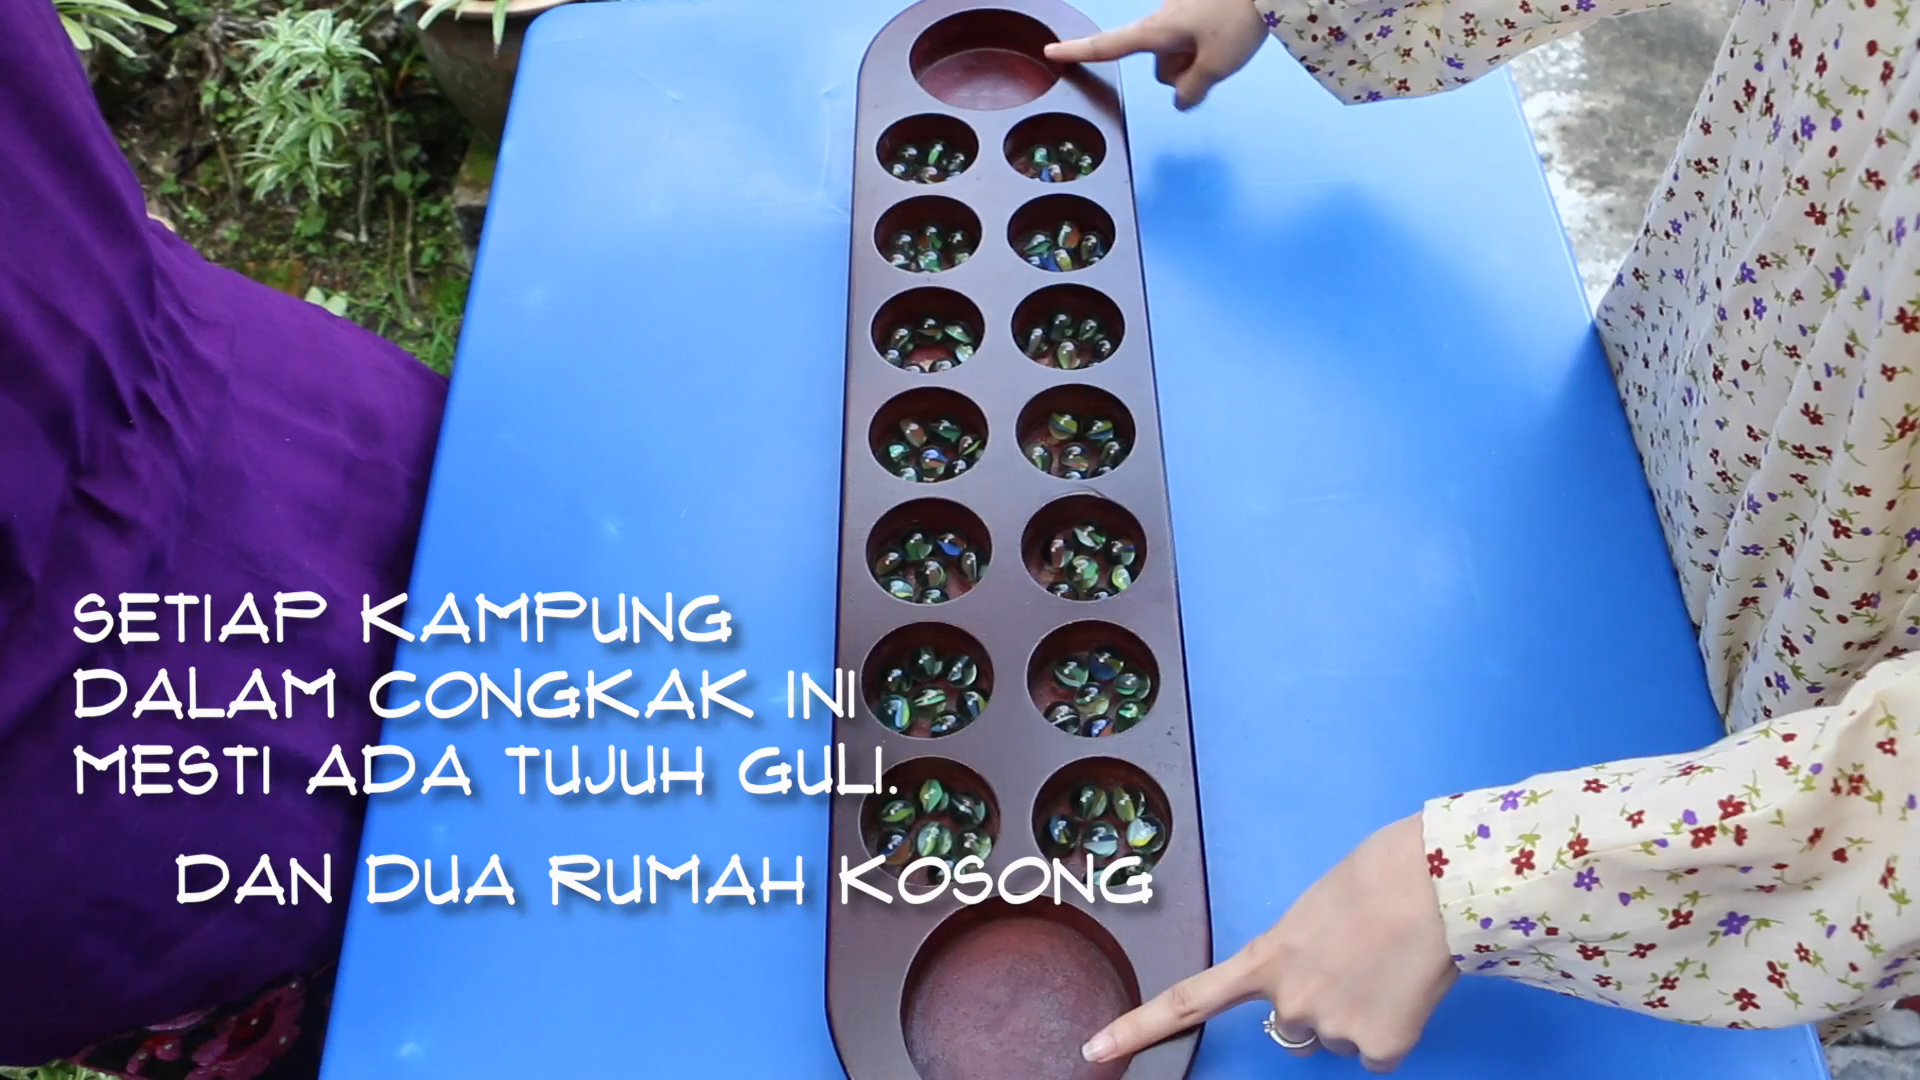 SETIAP KAMPUNG
DALAM CONGKAK INI
MESTI ADA TUJUH GULI.
DAN DUA RUMAH KOSONG